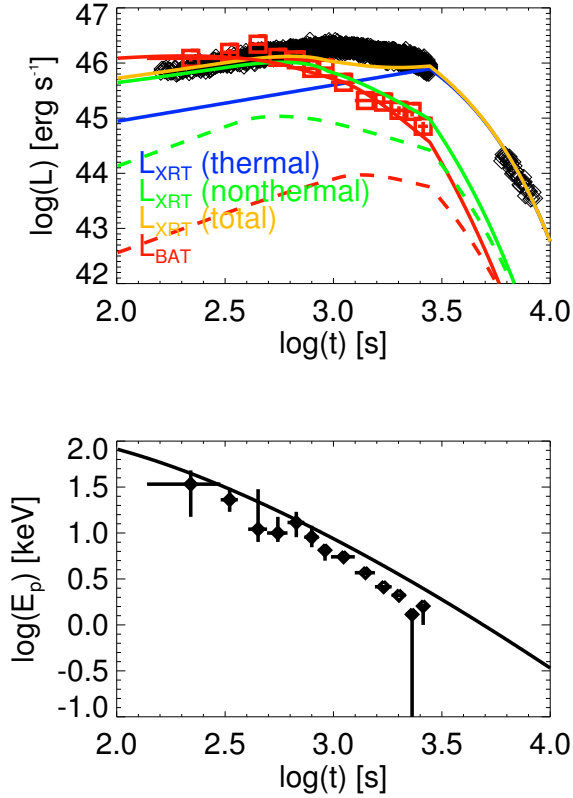 47
46
45
44
43
42
log(L) [erg s⁻¹]
L_XRT (thermal)
L_XRT (nonthermal)
L_XRT (total)
L_BAT
2.0 2.5 3.0 3.5 4.0
log(t) [s]
2.0
1.5
1.0
0.5
0.0
-0.5
-1.0
log(E_p) [keV]
2.0 2.5 3.0 3.5 4.0
log(t) [s]